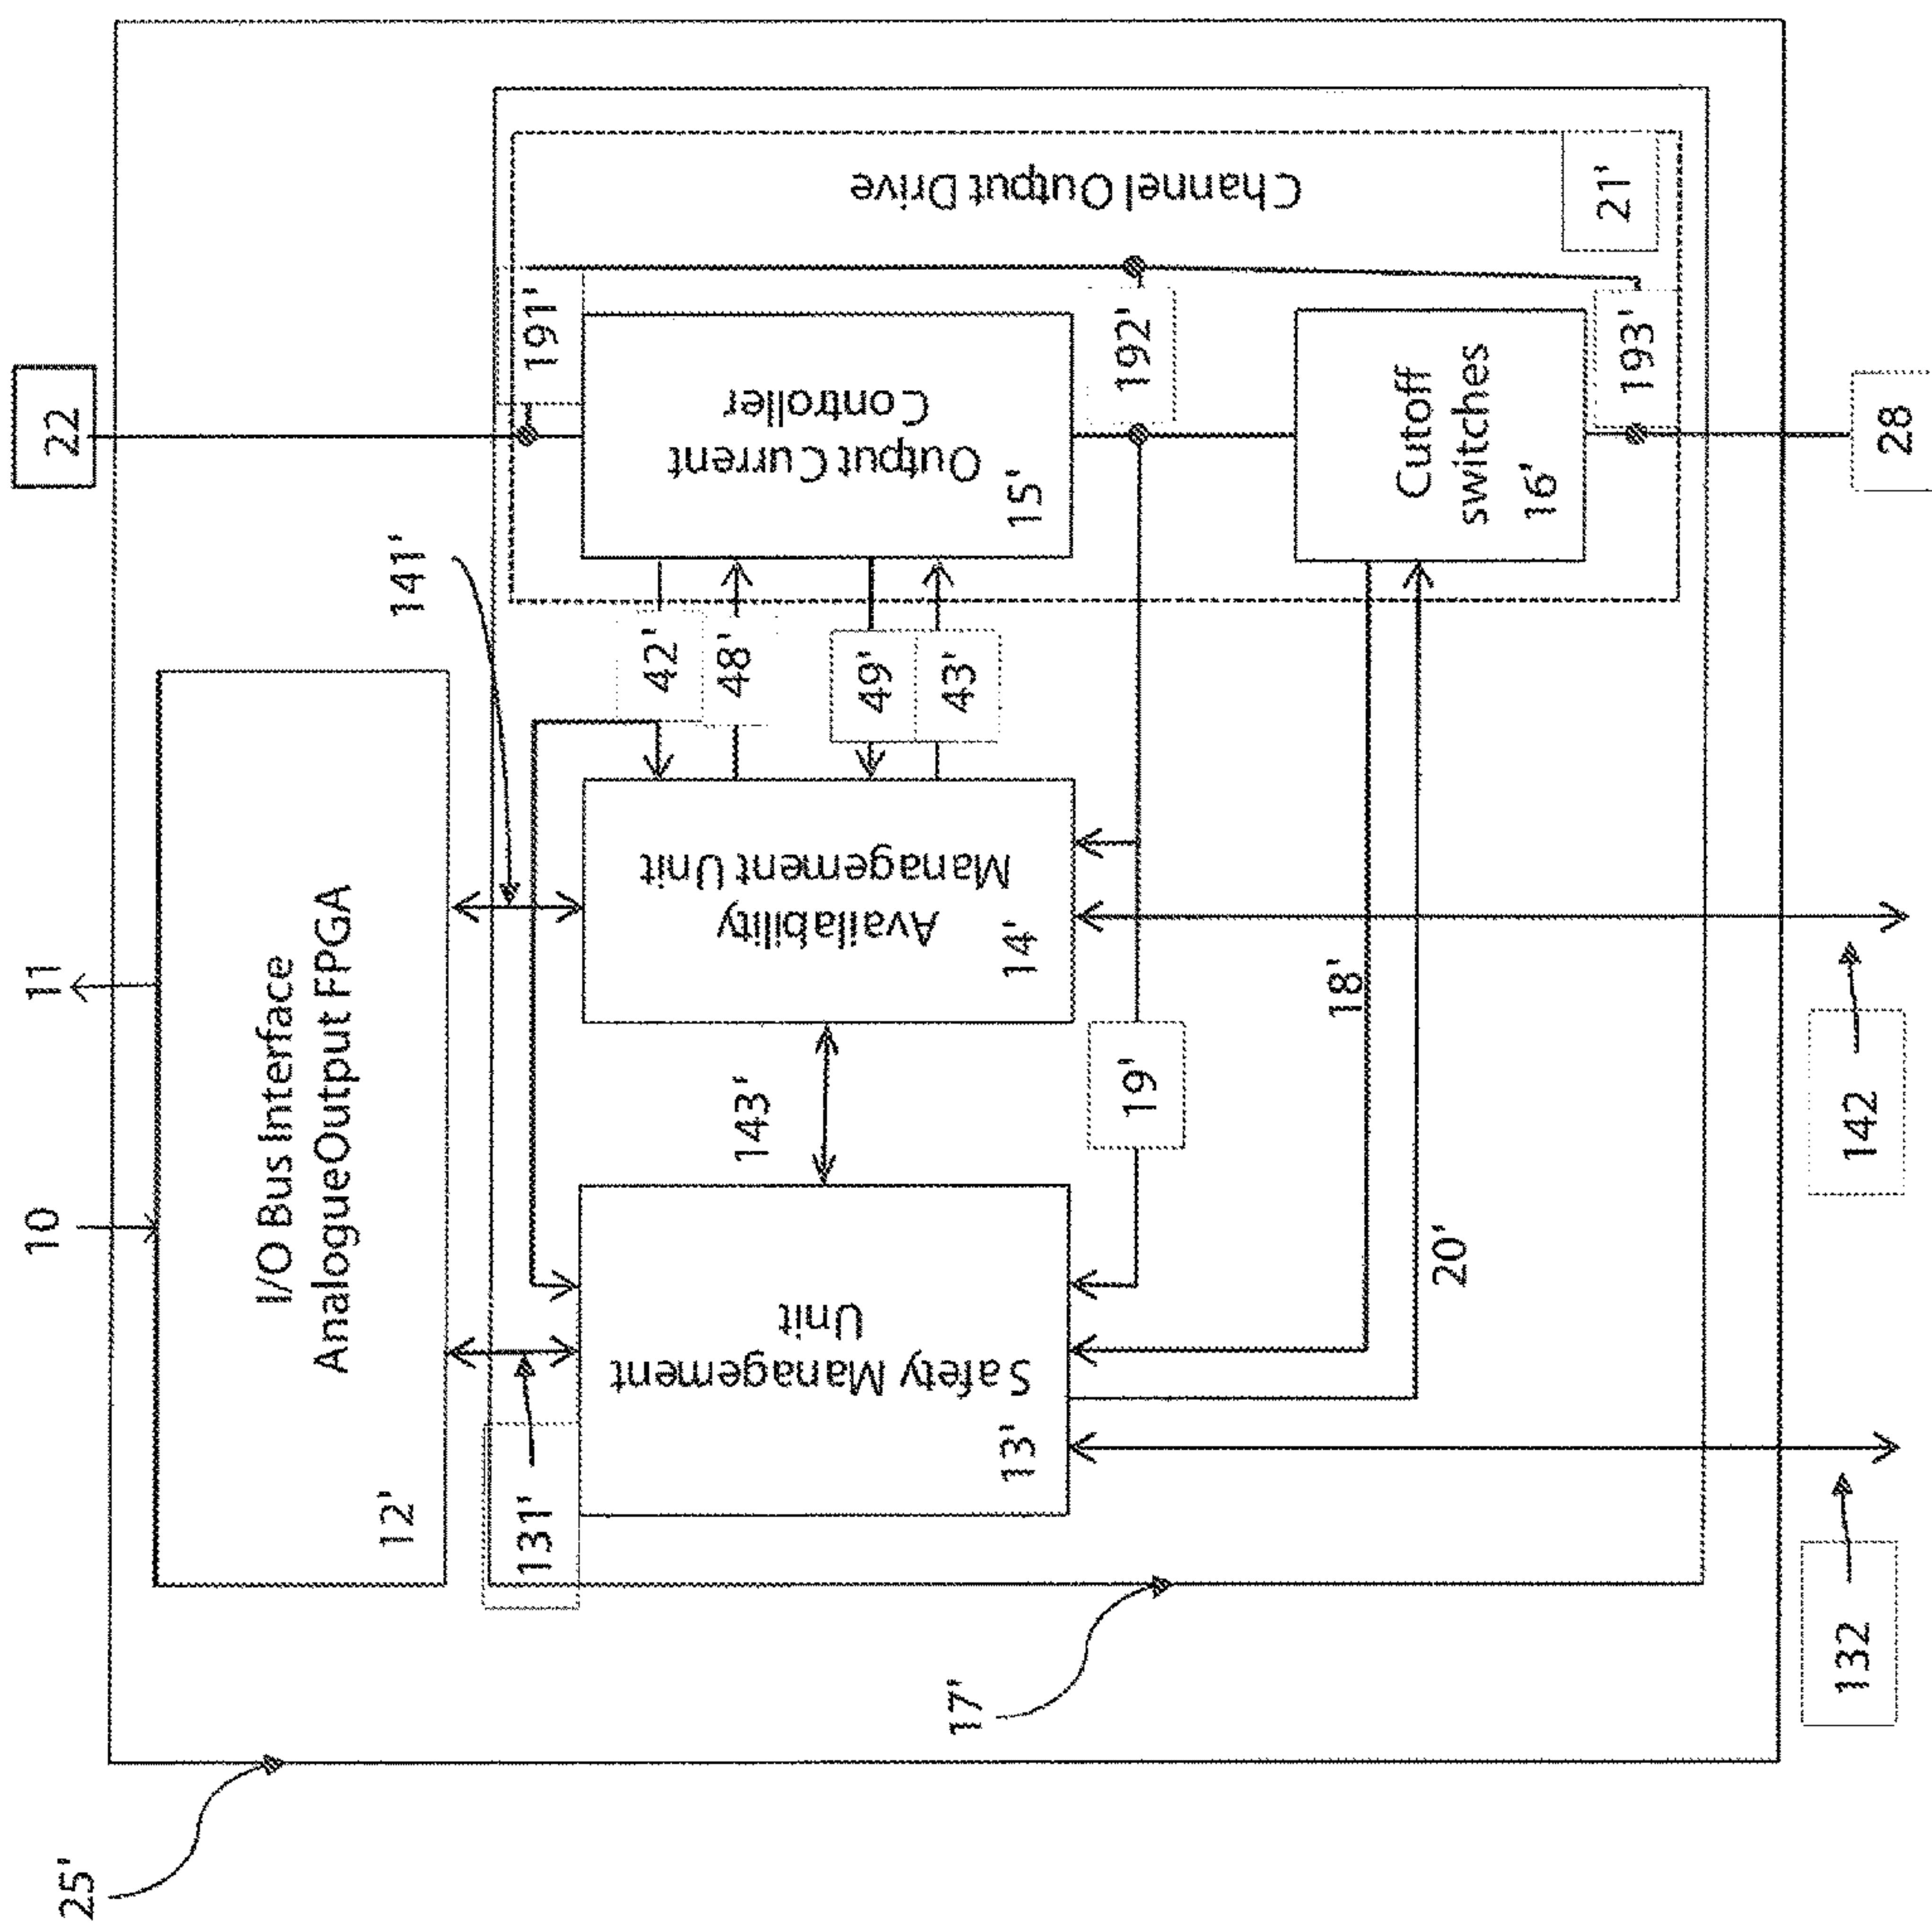 25'
10
11
22
I/O Bus Interface
AnalogueOutput FPGA
12'
141'
131'
191'
Safety Management
Unit
13'
143'
Availability
Management Unit
14'
42'
48'
49'
43'
Output Current
Controller
15'
Channel Output Drive
17'
19'
192'
18'
20'
Cutoff
switches
16'
193'
21'
132
142
28